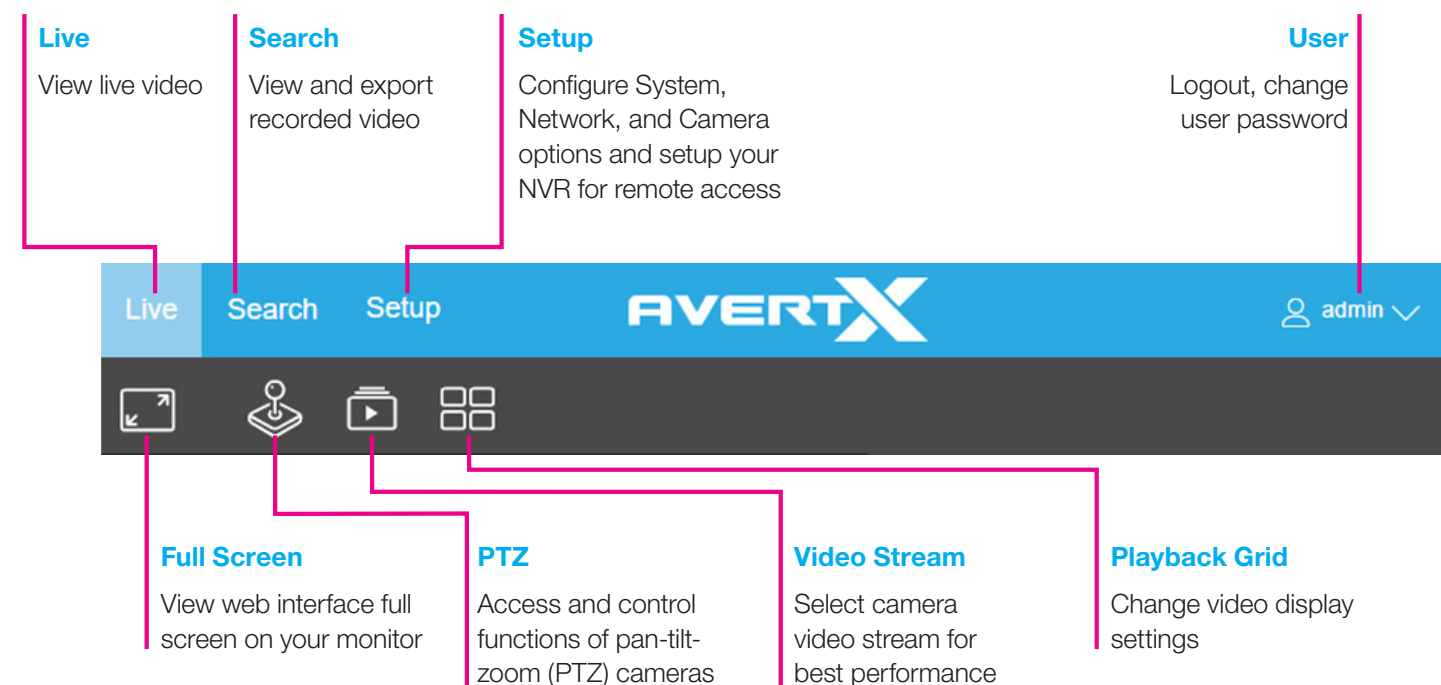 Live
View live video
Search
View and export
recorded video
Setup
Configure System,
Network, and Camera
options and setup your
NVR for remote access
User
Logout, change
user password
Live
Search
Setup
AVERTX
admin
Full Screen
View web interface full
screen on your monitor
PTZ
Access and control
functions of pan-tilt-
zoom (PTZ) cameras
Video Stream
Select camera
video stream for
best performance
Playback Grid
Change video display
settings